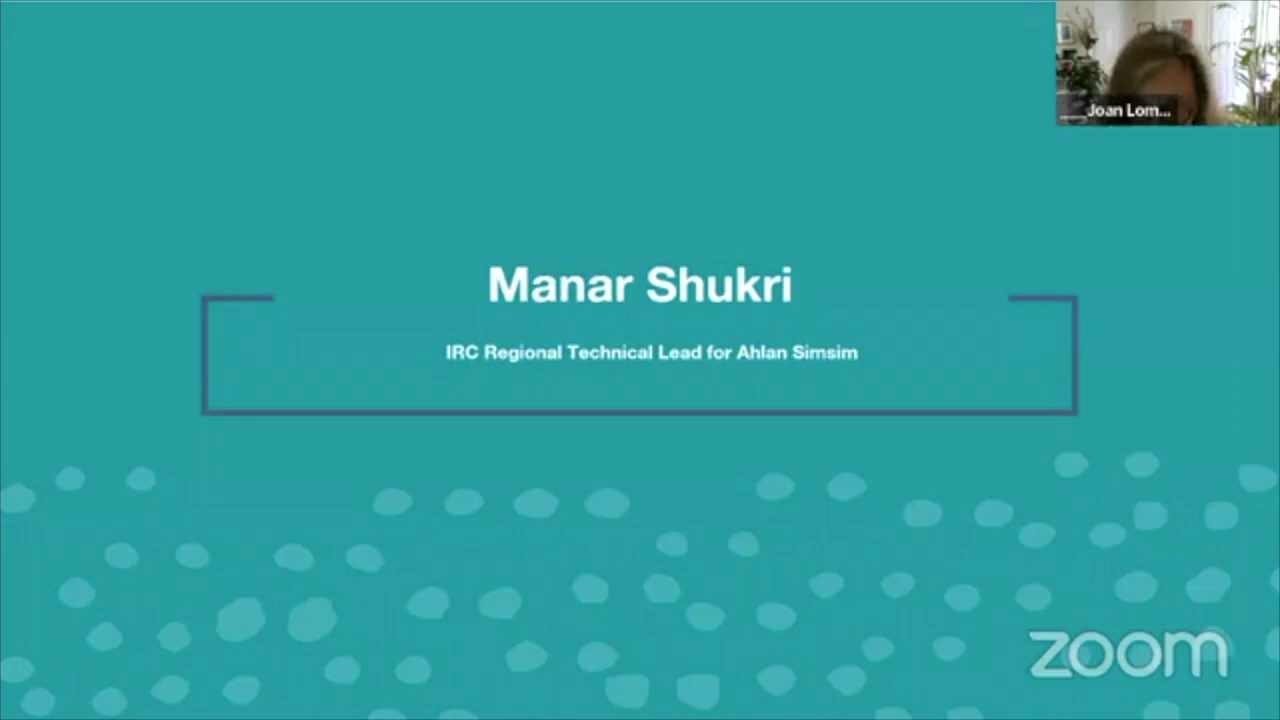 Joan Lom...
Manar Shukri
IRC Regional Technical Lead for Ahlan Simsim
zoom